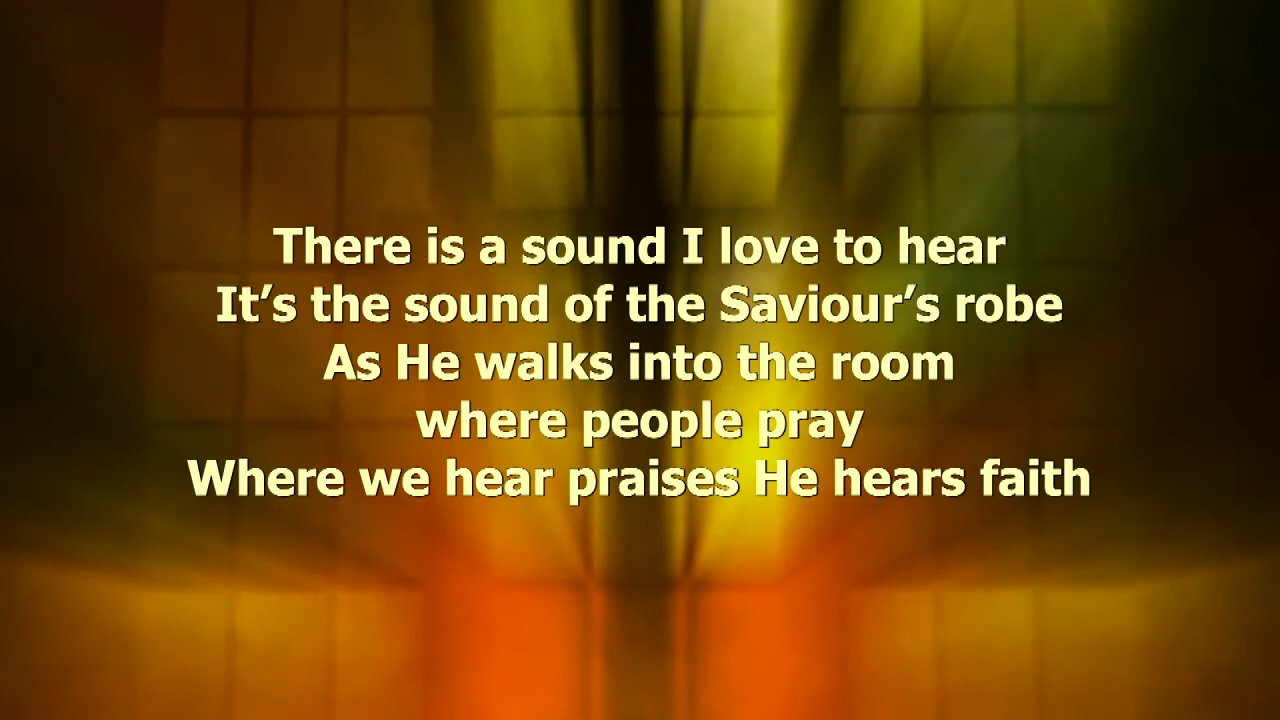 There is a sound I love to hear
It’s the sound of the Saviour’s robe
As He walks into the room
where people pray
Where we hear praises He hears faith